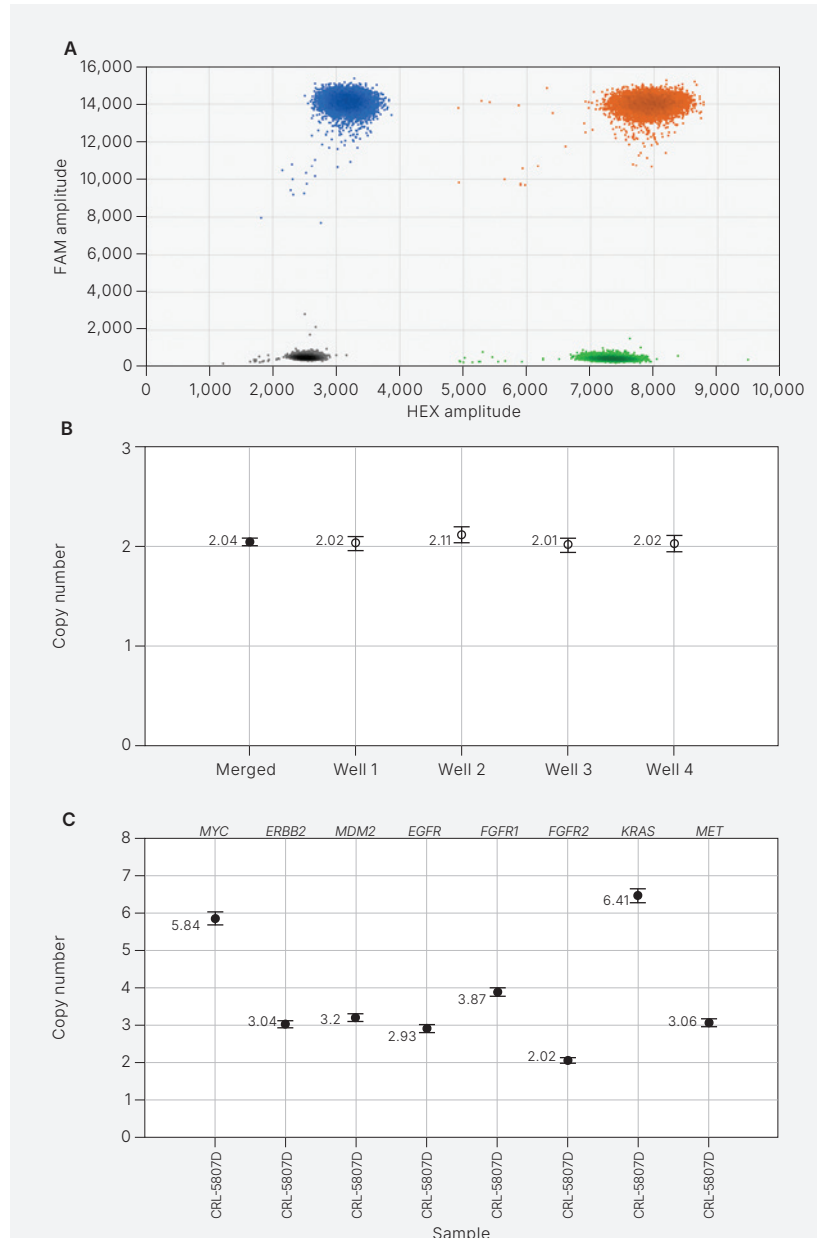 A
16,000
14,000
12,000
10,000
8,000
6,000
4,000
2,000
0
FAM amplitude
0 1,000 2,000 3,000 4,000 5,000 6,000 7,000 8,000 9,000 10,000
HEX amplitude
B
3
2
1
0
Copy number
2.04 2.02 2.11 2.01 2.02
Merged Well 1 Well 2 Well 3 Well 4
C
MYC ERBB2 MDM2 EGFR FGFR1 FGFR2 KRAS MET
8
7
6
5
4
3
2
1
0
Copy number
5.84 3.04 3.2 2.93 3.87 2.02 6.41 3.06
CRL-5807D CRL-5807D CRL-5807D CRL-5807D CRL-5807D CRL-5807D CRL-5807D CRL-5807D
Sample